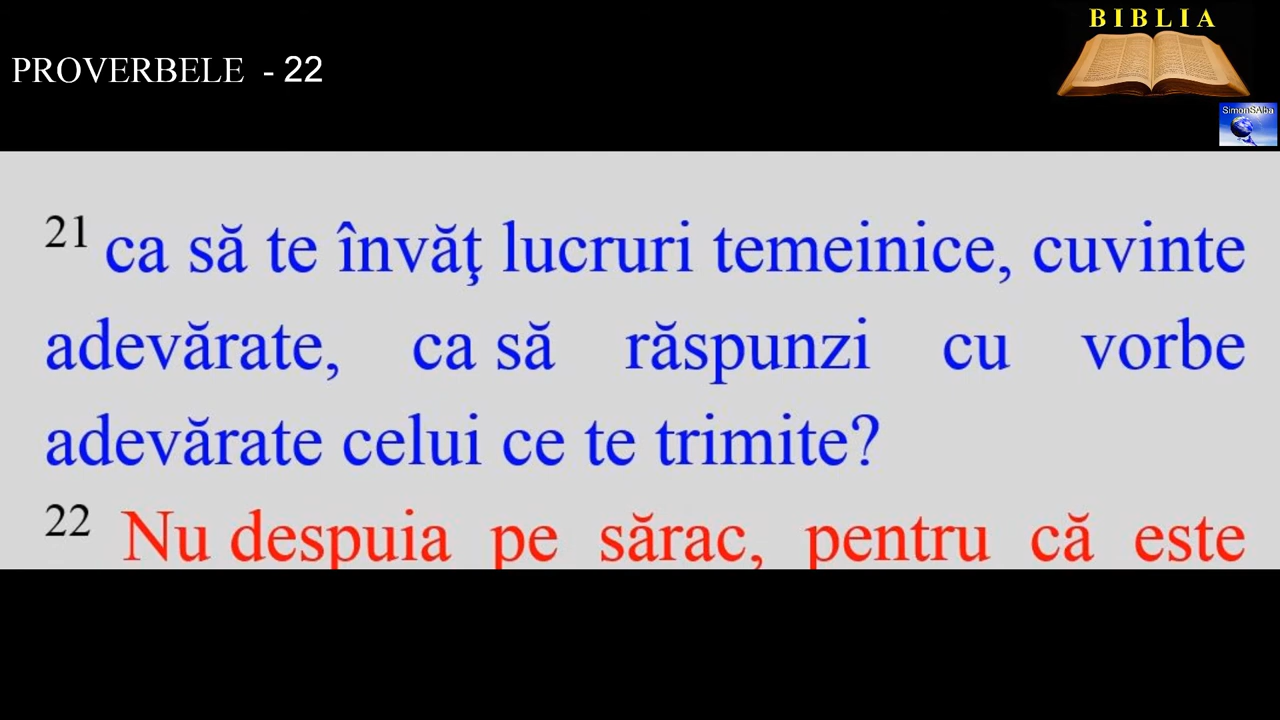 BIBLIA
PROVERBELE - 22
SimonSAlba
21 ca să te învăţ lucruri temeinice, cuvinte
adevărate, ca să răspunzi cu vorbe
adevărate celui ce te trimite?
22 Nu despuia pe sărac, pentru că este